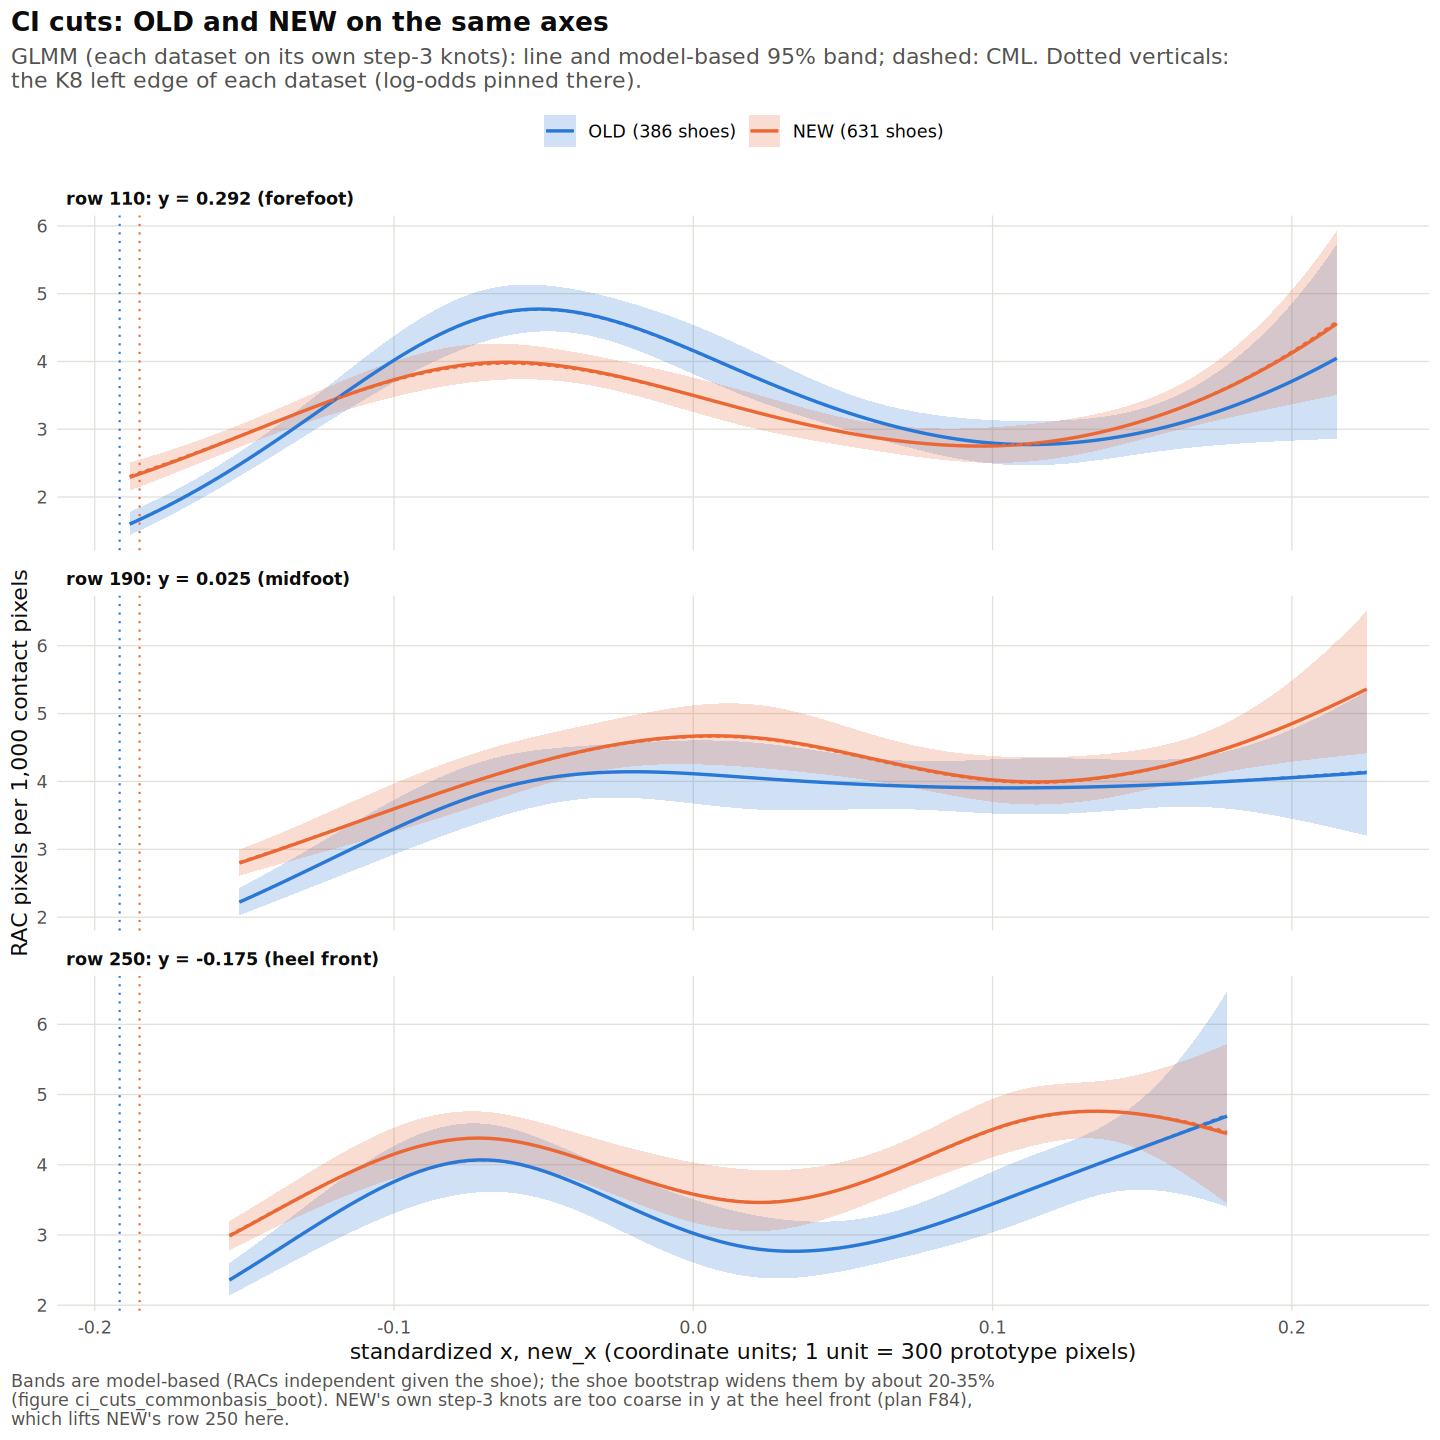 CI cuts: OLD and NEW on the same axes
GLMM (each dataset on its own step-3 knots): line and model-based 95% band; dashed: CML. Dotted verticals:
the K8 left edge of each dataset (log-odds pinned there).
OLD (386 shoes) NEW (631 shoes)
RAC pixels per 1,000 contact pixels
row 110: y = 0.292 (forefoot)
6
5
4
3
2
row 190: y = 0.025 (midfoot)
6
5
4
3
2
row 250: y = -0.175 (heel front)
6
5
4
3
2
-0.2 -0.1 0.0 0.1 0.2
standardized x, new_x (coordinate units; 1 unit = 300 prototype pixels)
Bands are model-based (RACs independent given the shoe); the shoe bootstrap widens them by about 20-35%
(figure ci_cuts_commonbasis_boot). NEW's own step-3 knots are too coarse in y at the heel front (plan F84),
which lifts NEW's row 250 here.